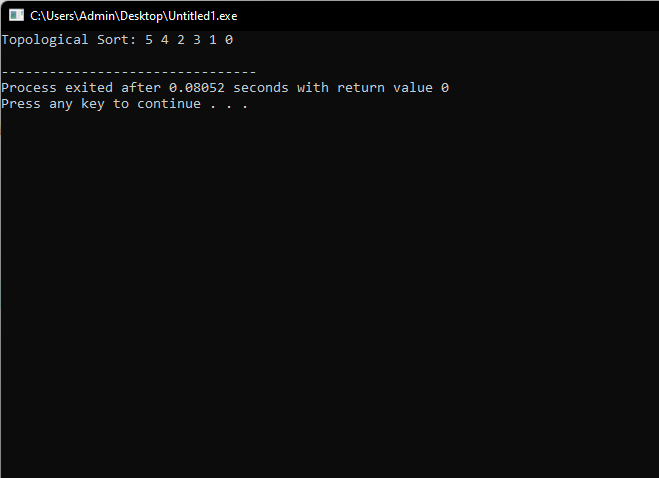 C:\Users\Admin\Desktop\Untitled1.exe
Topological Sort: 5 4 2 3 1 0
--------------------------------
Process exited after 0.08052 seconds with return value 0
Press any key to continue . . .